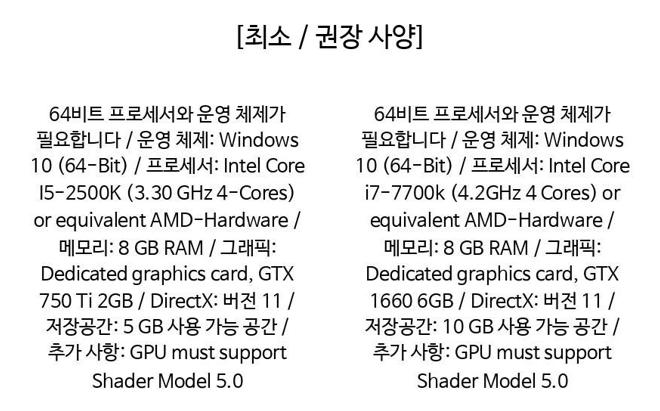 [최소 / 권장 사양]
64비트 프로세서와 운영 체제가
필요합니다 / 운영 체제: Windows
10 (64-Bit) / 프로세서: Intel Core
I5-2500K (3.30 GHz 4-Cores)
or equivalent AMD-Hardware /
메모리: 8 GB RAM / 그래픽:
Dedicated graphics card, GTX
750 Ti 2GB / DirectX: 버전 11 /
저장공간: 5 GB 사용 가능 공간 /
추가 사항: GPU must support
Shader Model 5.0
64비트 프로세서와 운영 체제가
필요합니다 / 운영 체제: Windows
10 (64-Bit) / 프로세서: Intel Core
i7-7700k (4.2GHz 4 Cores) or
equivalent AMD-Hardware /
메모리: 8 GB RAM / 그래픽:
Dedicated graphics card, GTX
1660 6GB / DirectX: 버전 11 /
저장공간: 10 GB 사용 가능 공간 /
추가 사항: GPU must support
Shader Model 5.0